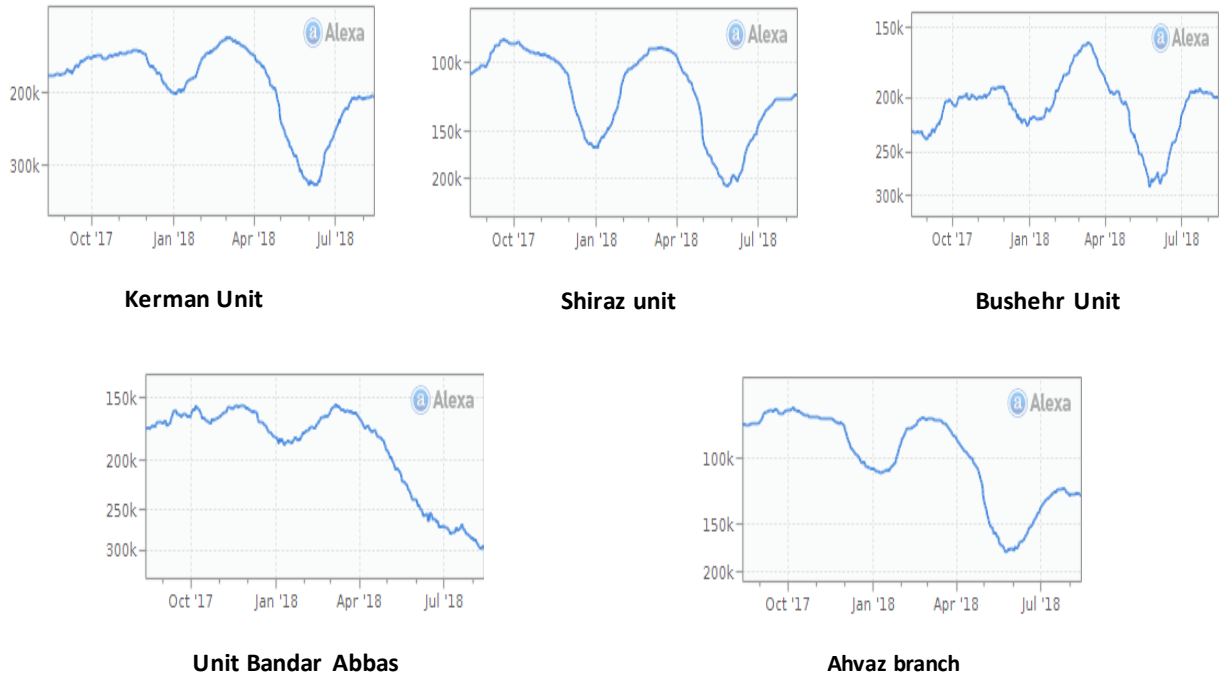 a Alexa
200k
300k
Oct '17 Jan '18 Apr '18 Jul '18
Kerman Unit
a Alexa
100k
150k
200k
Oct '17 Jan '18 Apr '18 Jul '18
Shiraz unit
a Alexa
150k
200k
250k
300k
Oct '17 Jan '18 Apr '18 Jul '18
Bushehr Unit
a Alexa
150k
200k
250k
300k
Oct '17 Jan '18 Apr '18 Jul '18
Unit Bandar Abbas
a Alexa
100k
150k
200k
Oct '17 Jan '18 Apr '18 Jul '18
Ahvaz branch